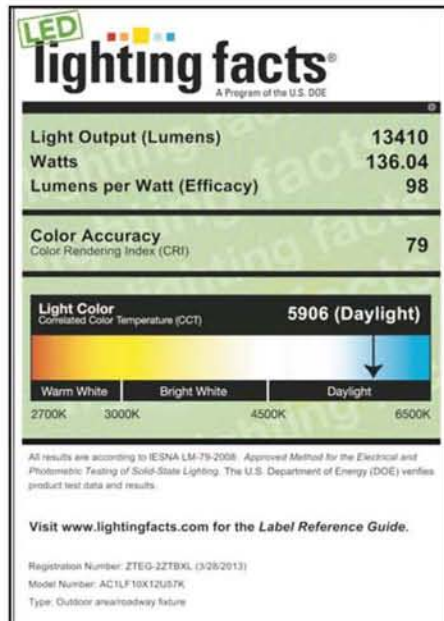 LED
lighting facts®
A Program of the U.S. DOE
Light Output (Lumens) 13410
Watts 136.04
Lumens per Watt (Efficacy) 98
Color Accuracy 79
Color Rendering Index (CRI)
Light Color 5906 (Daylight)
Correlated Color Temperature (CCT)
Warm White Bright White Daylight
2700K 3000K 4500K 6500K
All results are according to IESNA LM-79-2008: Approved Method for the Electrical and
Photometric Testing of Solid-State Lighting. The U.S. Department of Energy (DOE) verifies
product test data and results.
Visit www.lightingfacts.com for the Label Reference Guide.
Registration Number: ZTEG-2ZTBXL (3/28/2013)
Model Number: AC1LF10X12U57K
Type: Outdoor area/roadway fixture